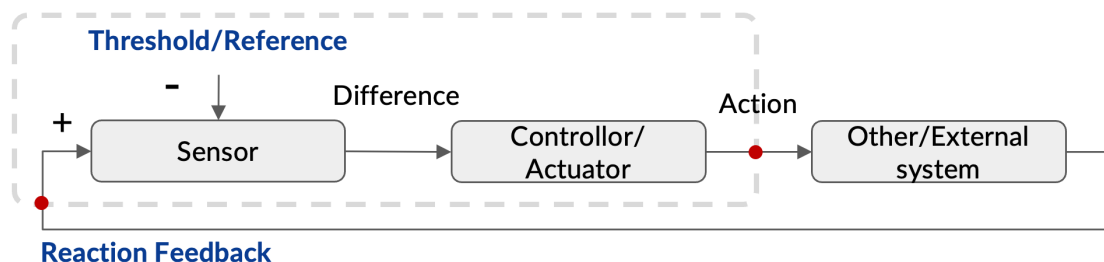 Threshold/Reference
-
Difference
+
Action
Sensor
Controllor/
Actuator
Other/External
system
Reaction Feedback